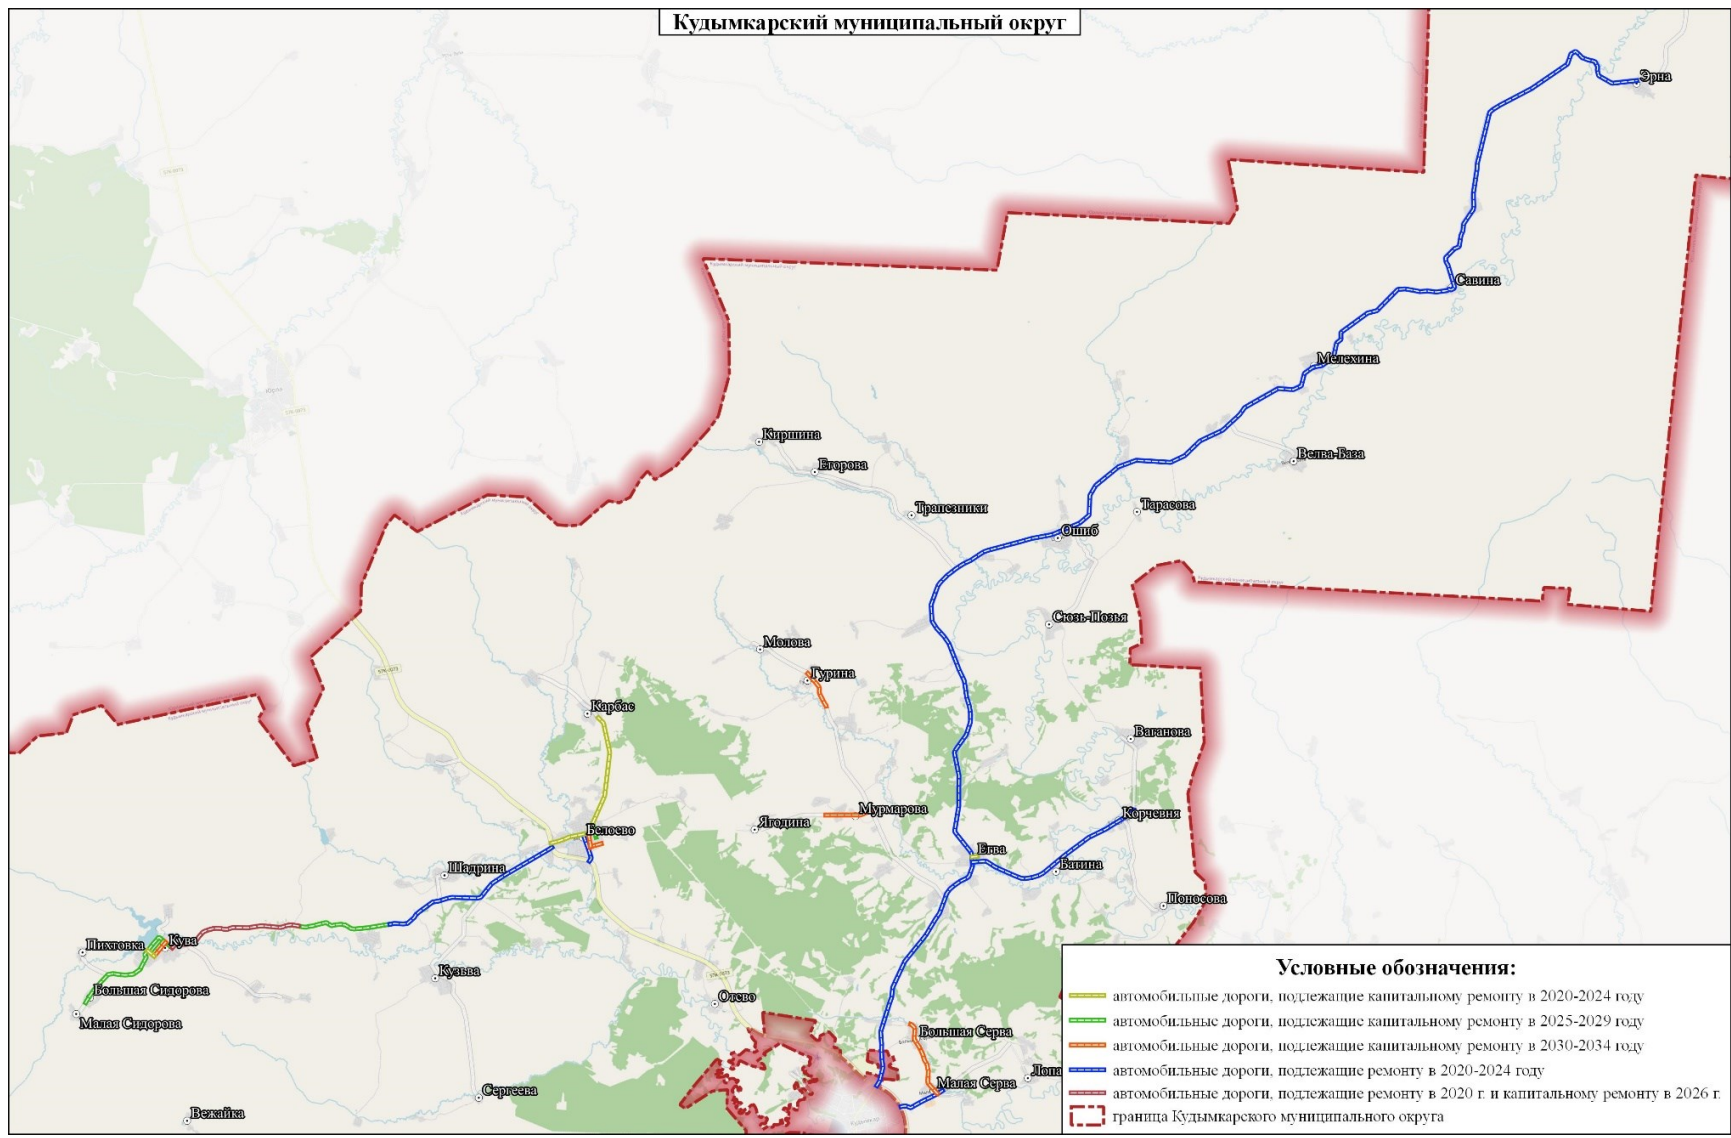 Кудымкарский муниципальный округ
Эрна
Савина
Мелехина
Киршина
Велва-База
Егорова
Трапезники
Тарасова
Ошиб
Сюзь-Позья
Молова
Гурина
Карбас
Ваганова
Мурмарова
Корчевня
Ягодина
Белоево
Егва
Батина
Шадрина
Поносова
Пихтовка
Кува
Кузьва
Большая Сидорова
Отево
Малая Сидорова
Большая Серва
Лопа
Малая Серва
Сергеева
Вежайка
Условные обозначения:
автомобильные дороги, подлежащие капитальному ремонту в 2020-2024 году
автомобильные дороги, подлежащие капитальному ремонту в 2025-2029 году
автомобильные дороги, подлежащие капитальному ремонту в 2030-2034 году
автомобильные дороги, подлежащие ремонту в 2020-2024 году
автомобильные дороги, подлежащие ремонту в 2020 г. и капитальному ремонту в 2026 г.
граница Кудымкарского муниципального округа